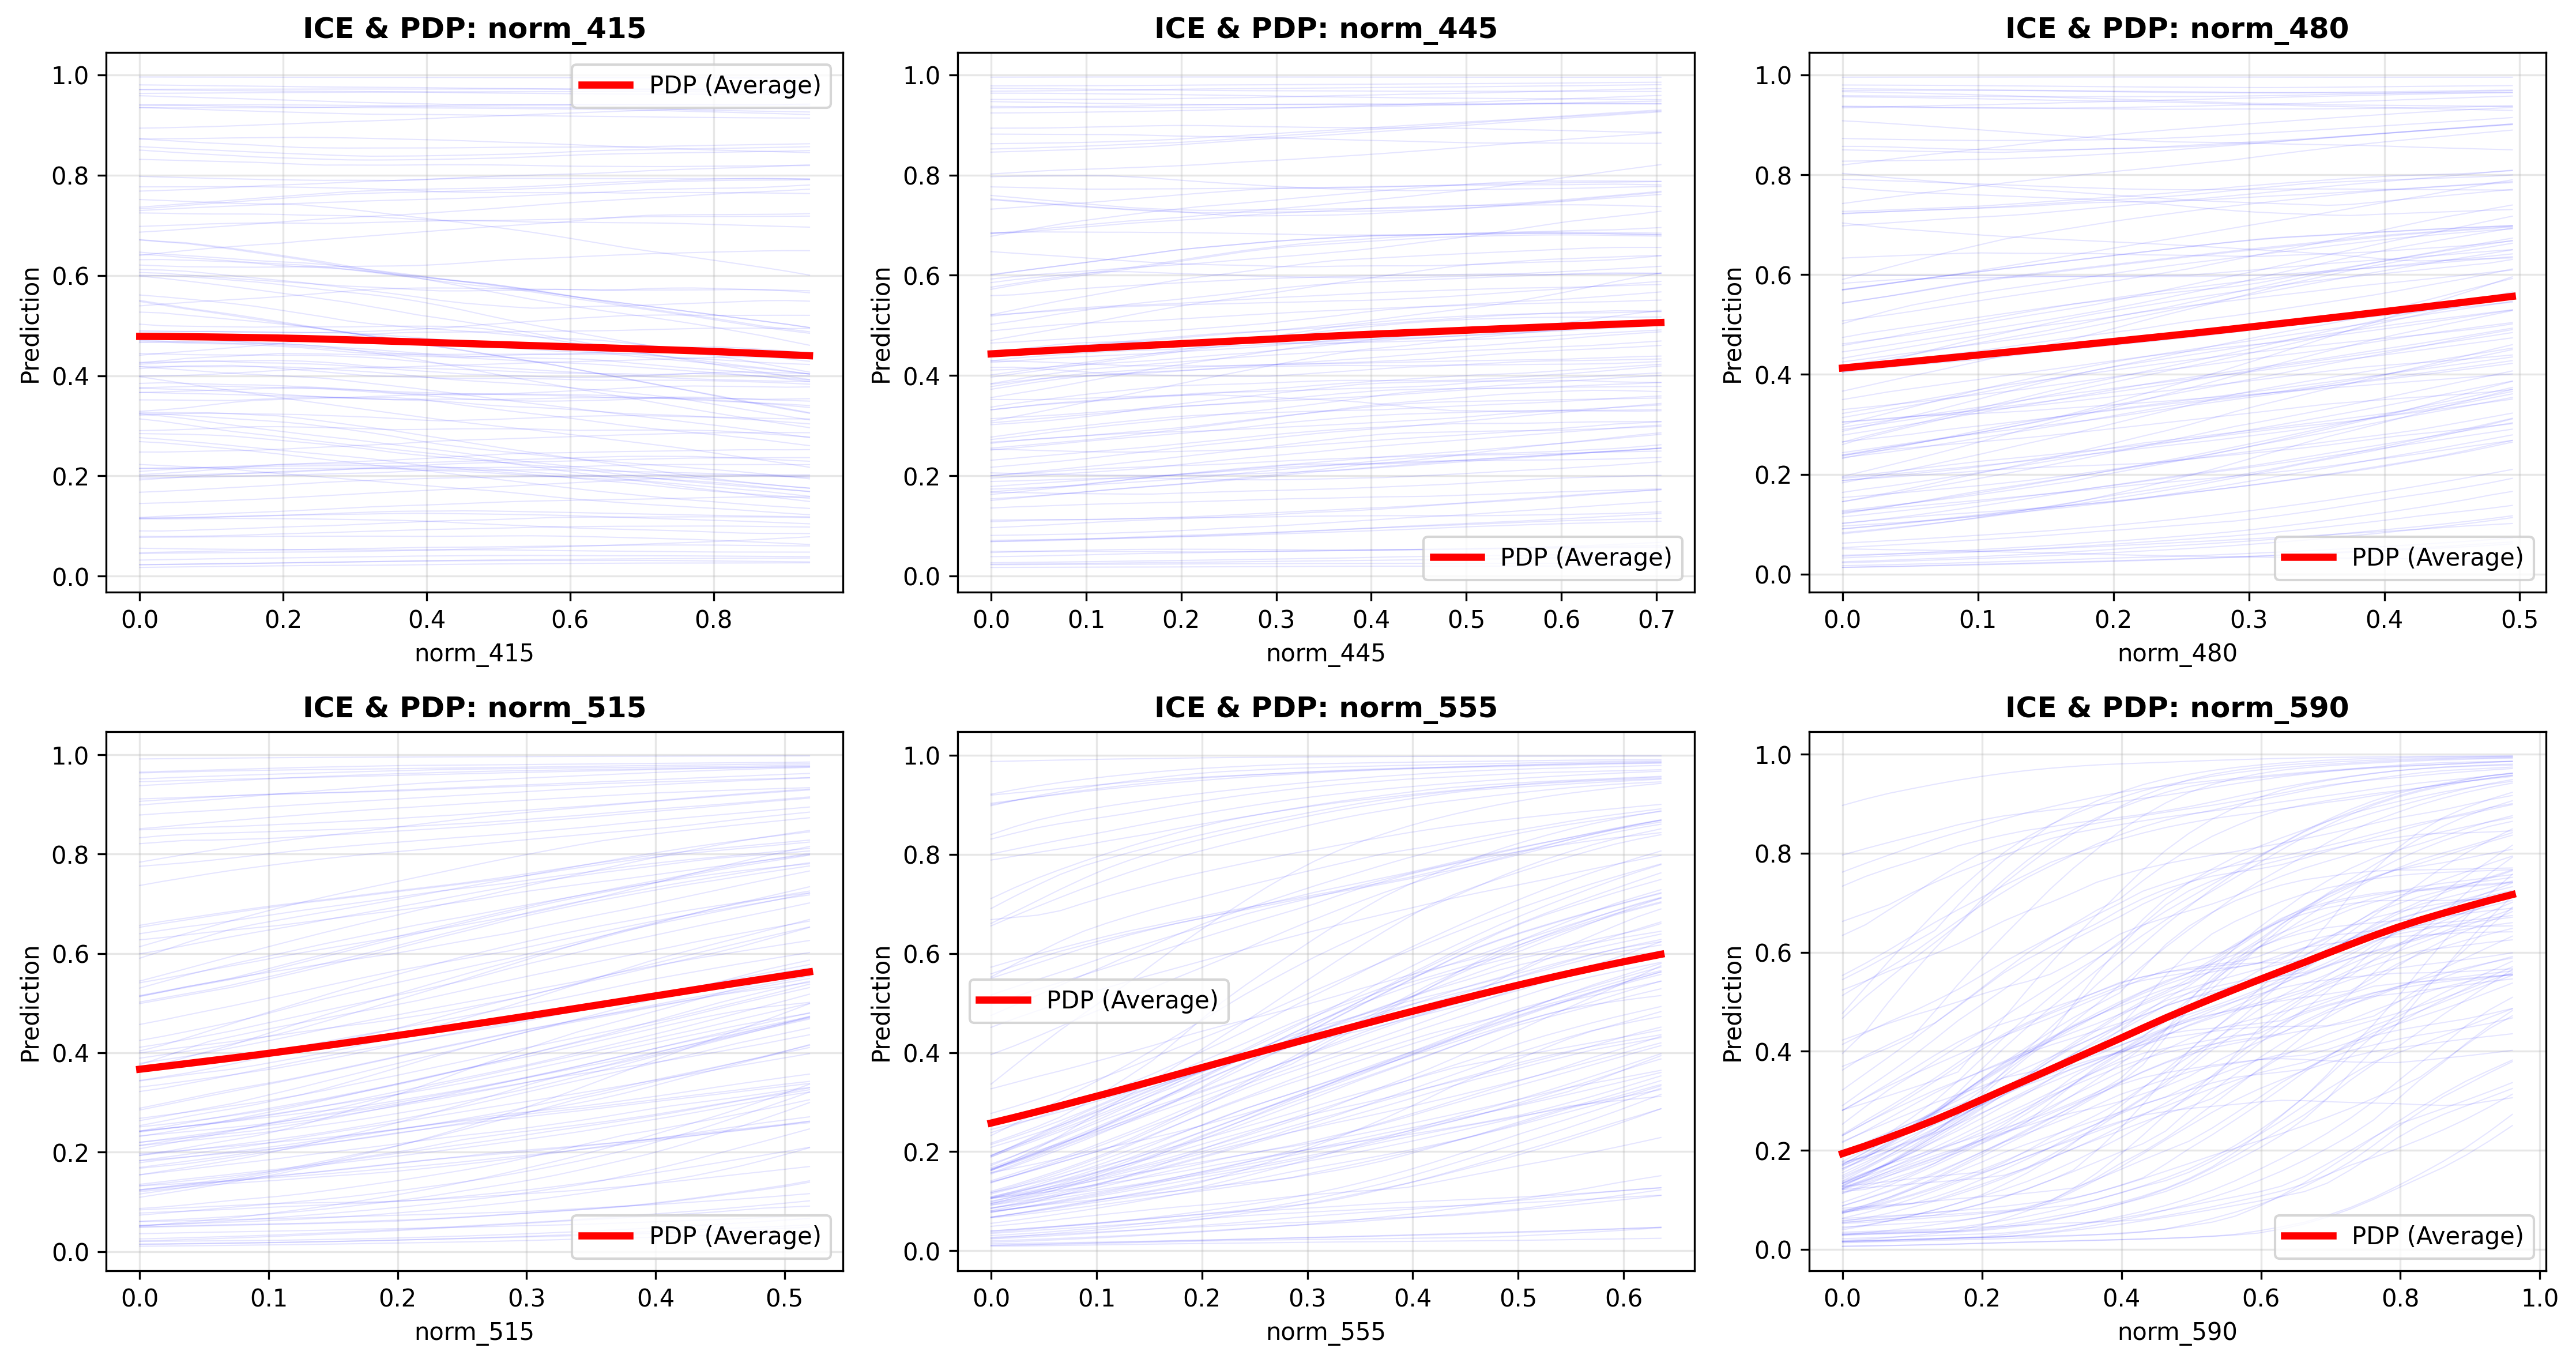 ICE & PDP: norm_415
PDP (Average)
1.0
0.8
0.6
0.4
0.2
0.0
Prediction
0.0 0.2 0.4 0.6 0.8
norm_415
ICE & PDP: norm_445
1.0
0.8
0.6
0.4
0.2
0.0
Prediction
PDP (Average)
0.0 0.1 0.2 0.3 0.4 0.5 0.6 0.7
norm_445
ICE & PDP: norm_480
1.0
0.8
0.6
0.4
0.2
0.0
Prediction
PDP (Average)
0.0 0.1 0.2 0.3 0.4 0.5
norm_480
ICE & PDP: norm_515
1.0
0.8
0.6
0.4
0.2
0.0
Prediction
PDP (Average)
0.0 0.1 0.2 0.3 0.4 0.5
norm_515
ICE & PDP: norm_555
1.0
0.8
0.6
0.4
0.2
0.0
Prediction
PDP (Average)
0.0 0.1 0.2 0.3 0.4 0.5 0.6
norm_555
ICE & PDP: norm_590
1.0
0.8
0.6
0.4
0.2
0.0
Prediction
PDP (Average)
0.0 0.2 0.4 0.6 0.8 1.0
norm_590